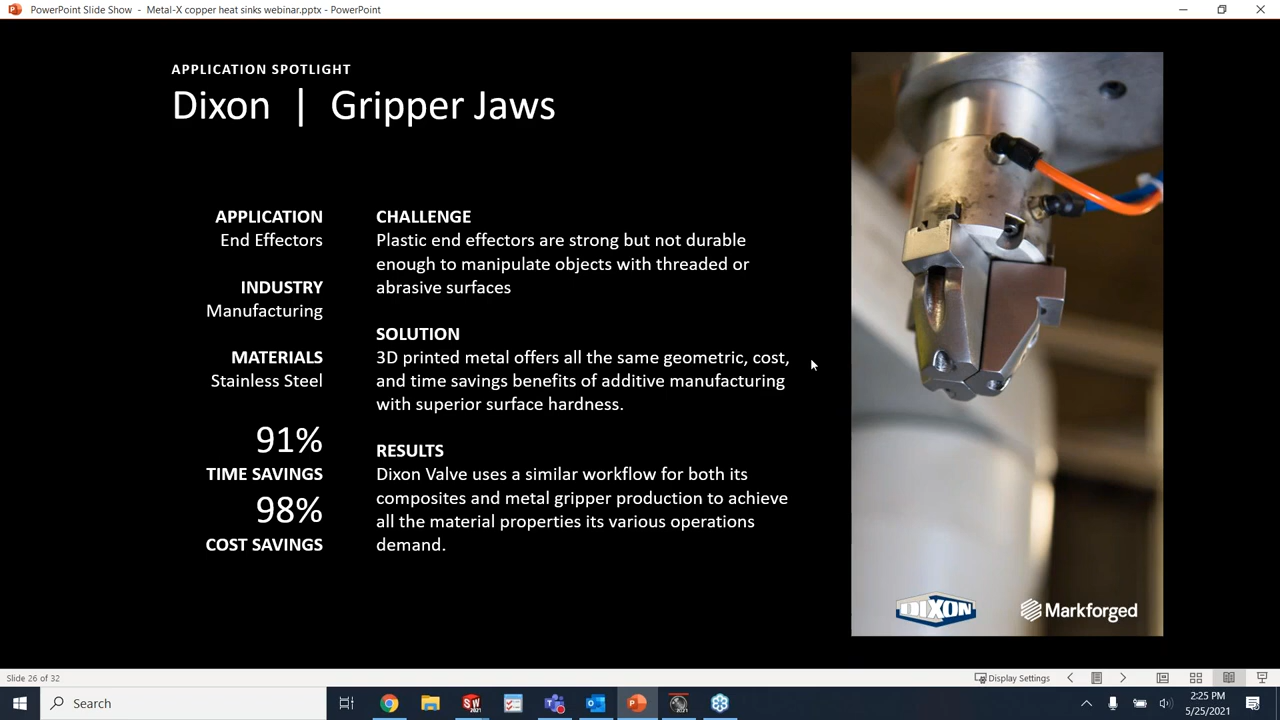 PowerPoint Slide Show - Metal-X copper heat sinks webinar.pptx - PowerPoint
APPLICATION SPOTLIGHT
Dixon | Gripper Jaws
APPLICATION
End Effectors
INDUSTRY
Manufacturing
MATERIALS
Stainless Steel
91%
TIME SAVINGS
98%
COST SAVINGS
CHALLENGE
Plastic end effectors are strong but not durable
enough to manipulate objects with threaded or
abrasive surfaces
SOLUTION
3D printed metal offers all the same geometric, cost,
and time savings benefits of additive manufacturing
with superior surface hardness.
RESULTS
Dixon Valve uses a similar workflow for both its
composites and metal gripper production to achieve
all the material properties its various operations
demand.
DIXON
Markforged
Slide 26 of 32
Display Settings
Search
2:25 PM
5/25/2021